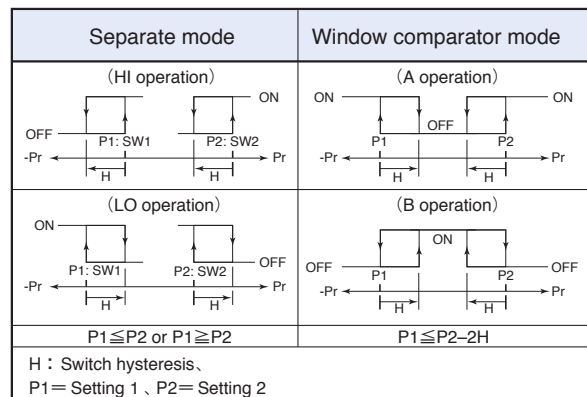 Separate mode
Window comparator mode
(HI operation)
ON
OFF
P1: SW1
P2: SW2
-Pr
Pr
H
H
(A operation)
ON
ON
OFF
P1
P2
-Pr
Pr
H
H
(LO operation)
ON
P1: SW1
P2: SW2
OFF
-Pr
Pr
H
H
(B operation)
ON
OFF
P1
P2
OFF
-Pr
Pr
H
H
P1≦P2 or P1≧P2
P1≦P2–2H
H：Switch hysteresis、
P1＝Setting 1 、P2＝Setting 2